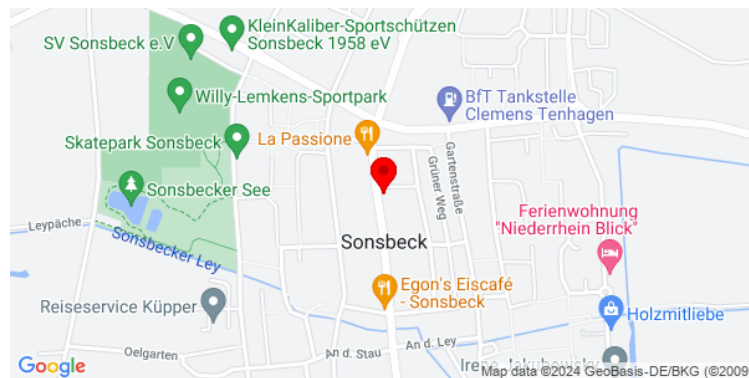 KleinKaliber-Sportschützen
Sonsbeck 1958 eV
SV Sonsbeck e.V
Willy-Lemkens-Sportpark
BfT Tankstelle
Clemens Tenhagen
La Passione
Skatepark Sonsbeck
Grüner Weg
Gartenstraße
Sonsbecker See
Leypäche
Sonsbecker Ley
Ferienwohnung
"Niederrhein Blick"
Sonsbeck
Egon's Eiscafé
- Sonsbeck
Reiseservice Küpper
Holzmitliebe
Oelgarten
An d. Stau
An d. Ley
Google
Map data ©2024 GeoBasis-DE/BKG (©2009